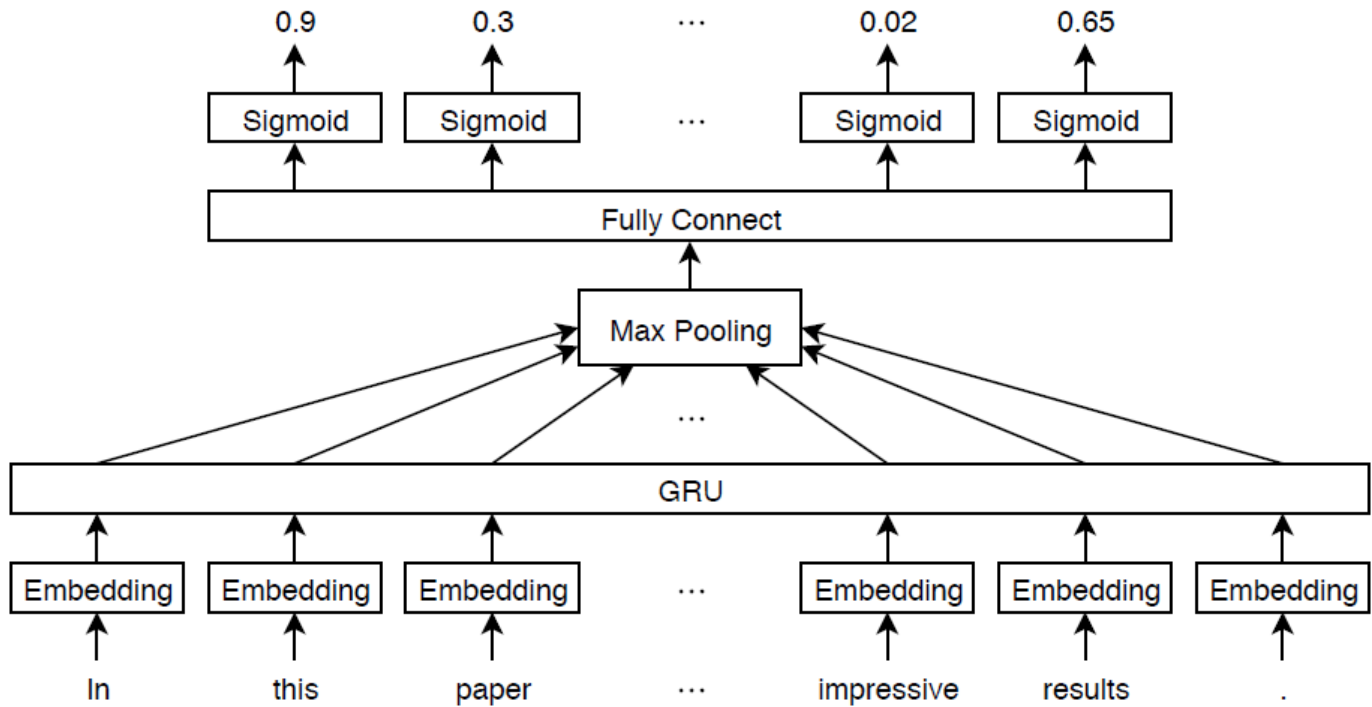 0.9 0.3 ... 0.02 0.65
Sigmoid Sigmoid ... Sigmoid Sigmoid
Fully Connect
Max Pooling
...
GRU
Embedding Embedding Embedding ... Embedding Embedding Embedding
In this paper ... impressive results .